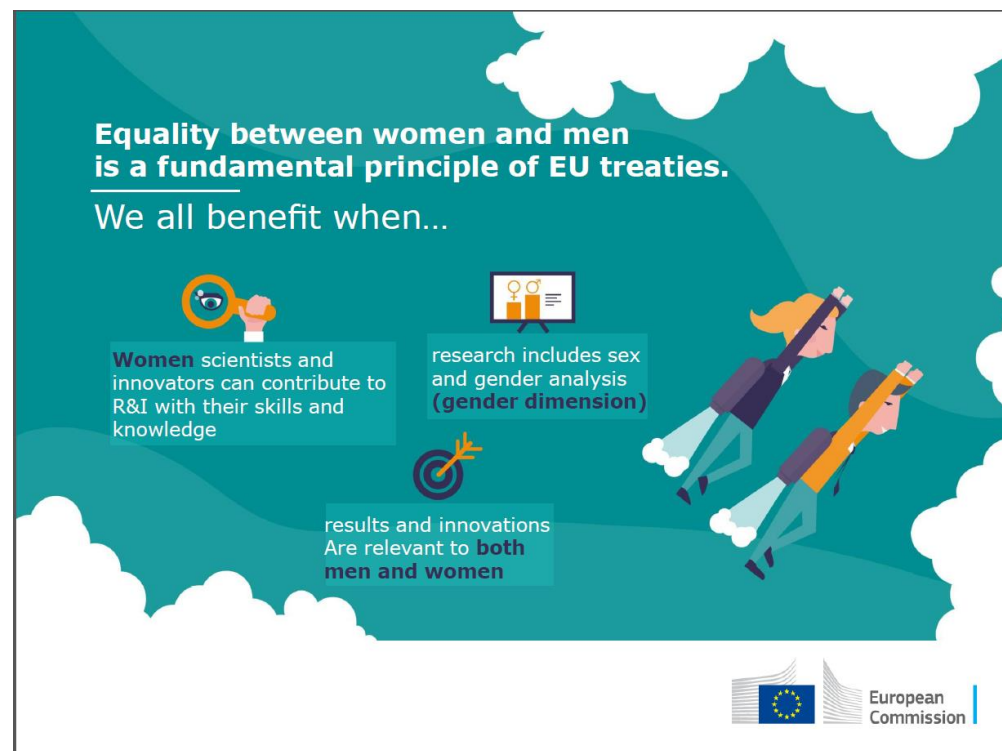 Equality between women and men
is a fundamental principle of EU treaties.
We all benefit when...
Women scientists and
innovators can contribute to
R&I with their skills and
knowledge
research includes sex
and gender analysis
(gender dimension)
results and innovations
Are relevant to both
men and women
European
Commission